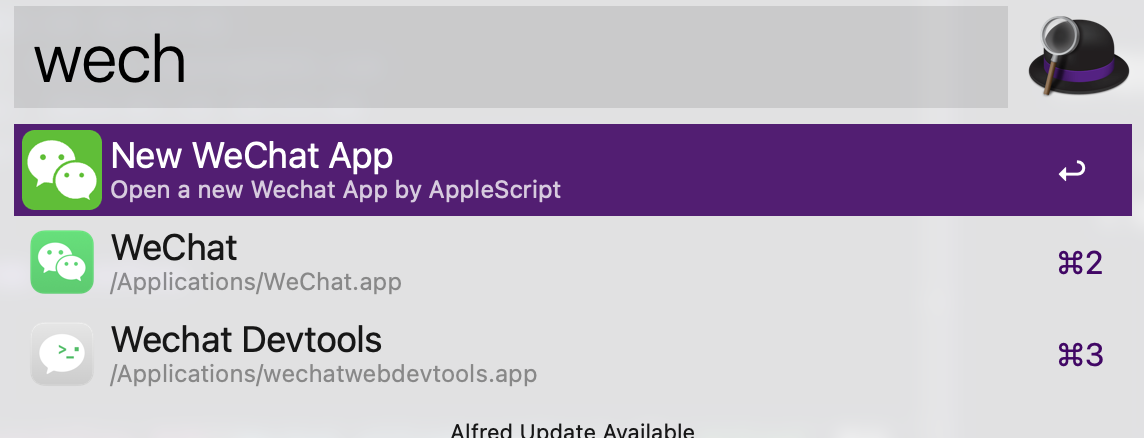 wech
New WeChat App
Open a new Wechat App by AppleScript
WeChat
/Applications/WeChat.app
⌘2
Wechat Devtools
/Applications/wechatwebdevtools.app
⌘3
Alfred Update Available